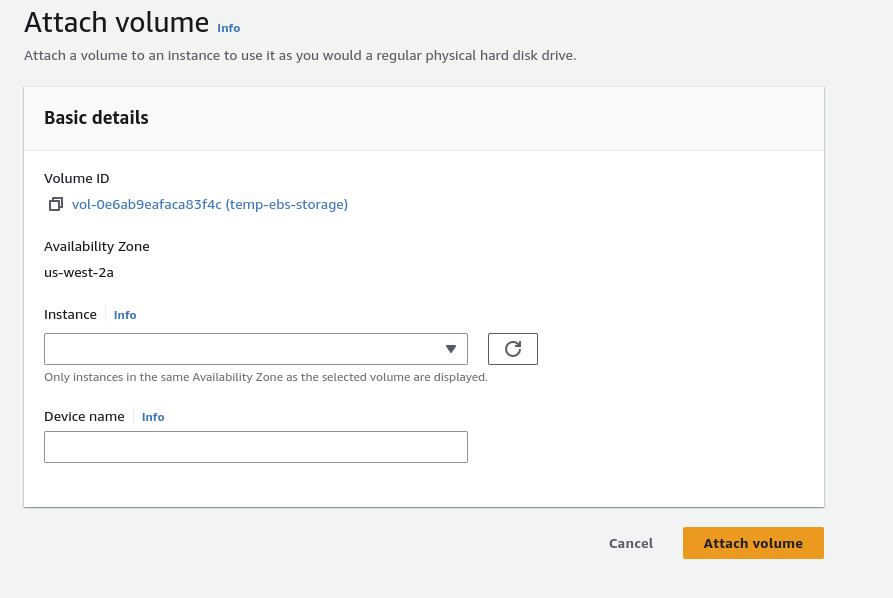 Attach volume Info
Attach a volume to an instance to use it as you would a regular physical hard disk drive.
Basic details
Volume ID
vol-0e6ab9eafaca83f4c (temp-ebs-storage)
Availability Zone
us-west-2a
Instance Info
Only instances in the same Availability Zone as the selected volume are displayed.
Device name Info
Cancel Attach volume